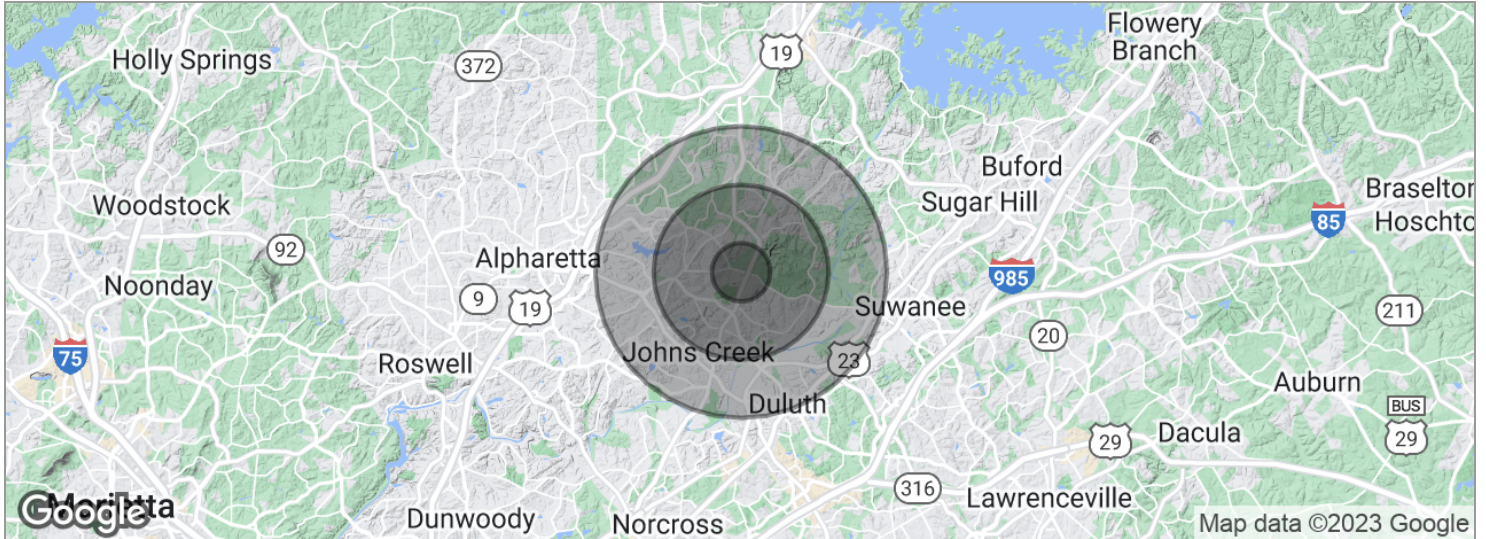 Flowery
Branch
19
Holly Springs
372
Buford
Braselton
Sugar Hill
Woodstock
85
Hoschto
92
Alpharetta
985
Noonday
9
19
Suwanee
211
20
Johns Creek
23
75
Roswell
Auburn
Duluth
BUS
29
29
Dacula
316
Lawrenceville
Marietta
Google
Dunwoody
Norcross
Map data ©2023 Google